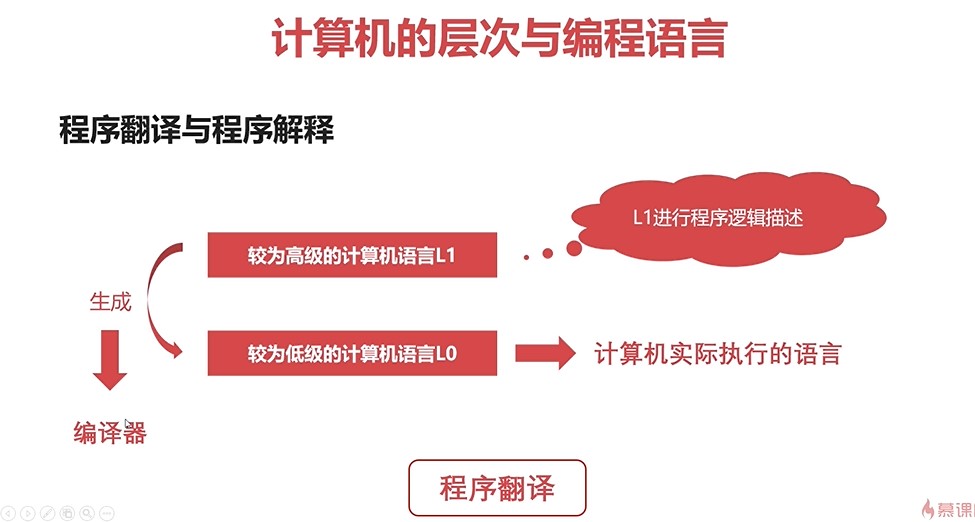 计算机的层次与编程语言
程序翻译与程序解释
L1进行程序逻辑描述
较为高级的计算机语言L1
生成
较为低级的计算机语言L0
计算机实际执行的语言
编译器
程序翻译
慕课